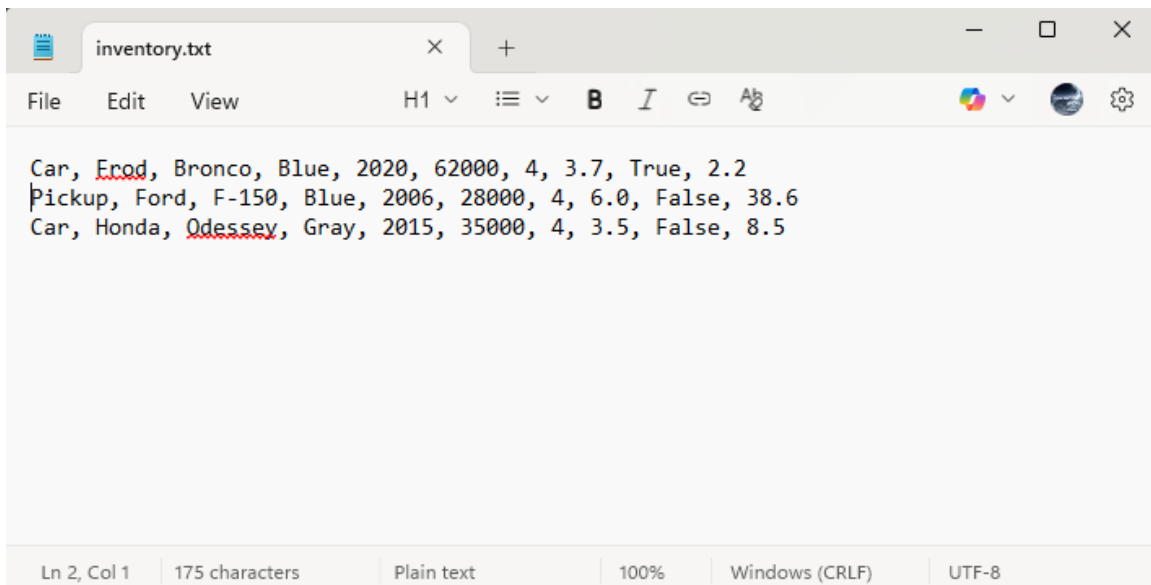 inventory.txt
File Edit View H1 B I
Car, Frod, Bronco, Blue, 2020, 62000, 4, 3.7, True, 2.2
Pickup, Ford, F-150, Blue, 2006, 28000, 4, 6.0, False, 38.6
Car, Honda, Odessey, Gray, 2015, 35000, 4, 3.5, False, 8.5
Ln 2, Col 1 175 characters Plain text 100% Windows (CRLF) UTF-8